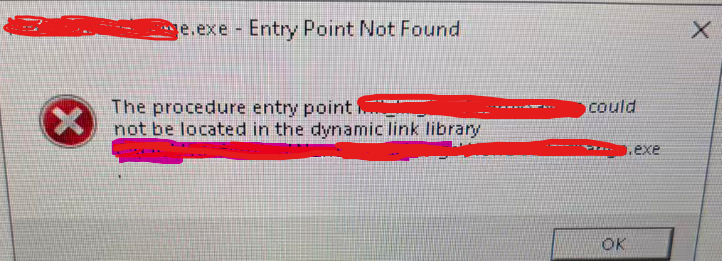 e.exe - Entry Point Not Found
The procedure entry point could
not be located in the dynamic link library
.exe
.
OK